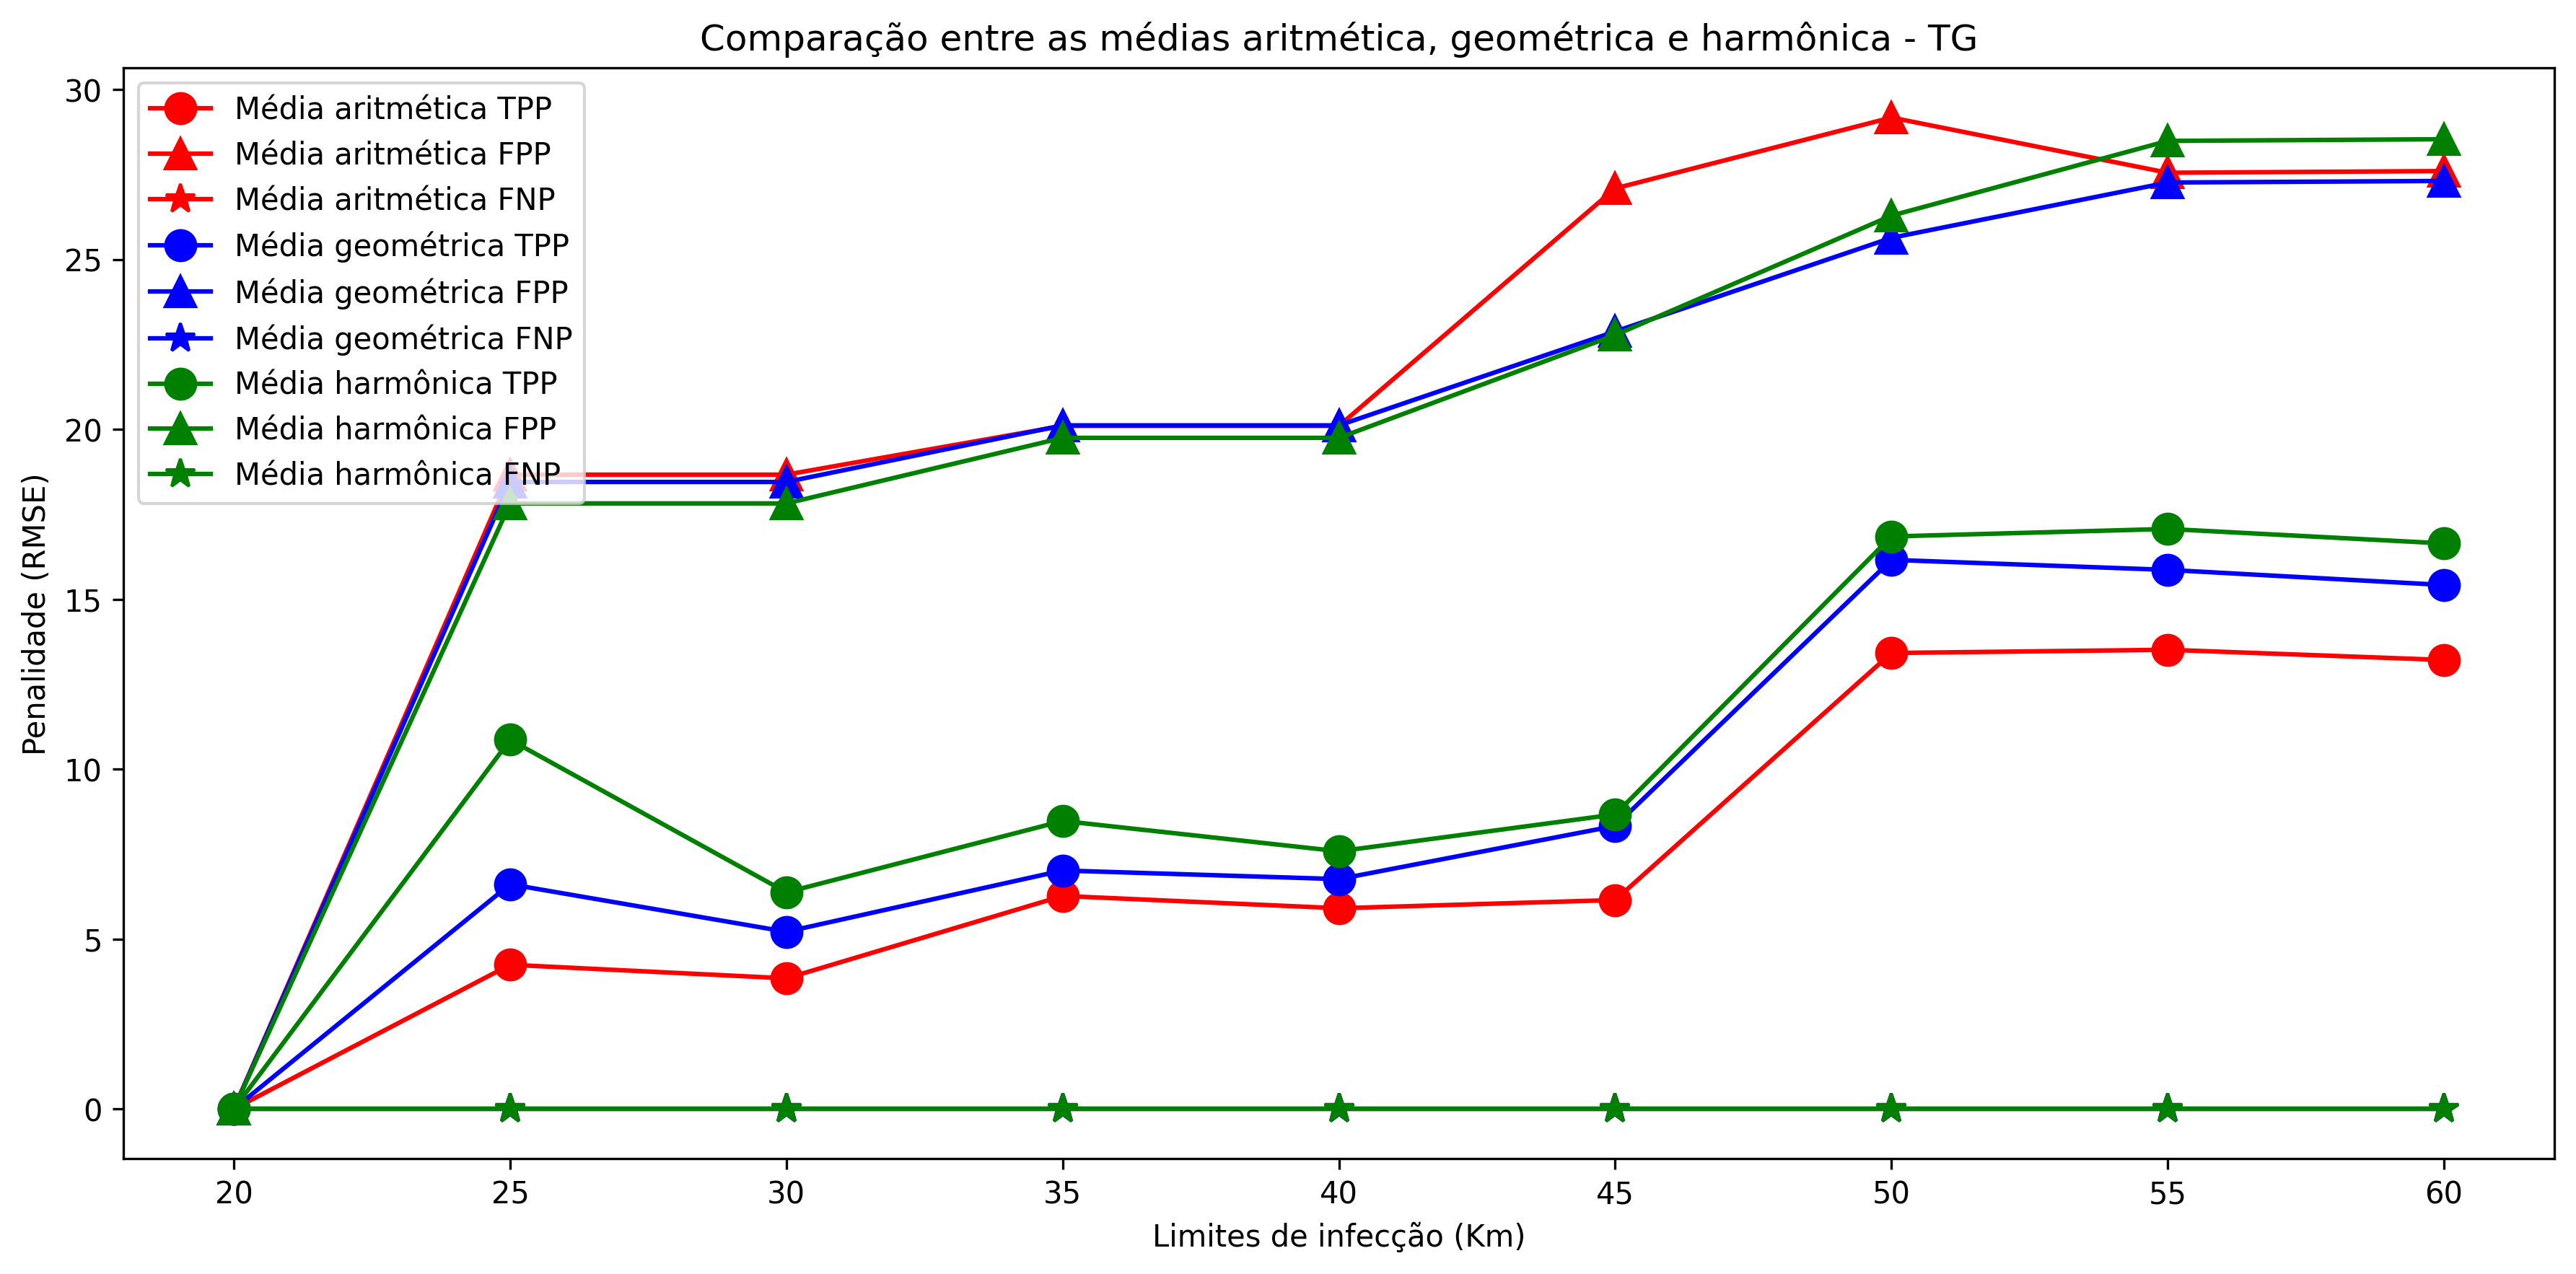 Comparação entre as médias aritmética, geométrica e harmônica - TG
30
25
20
15
10
5
0
Penalidade (RMSE)
Média aritmética TPP
Média aritmética FPP
Média aritmética FNP
Média geométrica TPP
Média geométrica FPP
Média geométrica FNP
Média harmônica TPP
Média harmônica FPP
Média harmônica FNP
20 25 30 35 40 45 50 55 60
Limites de infecção (Km)